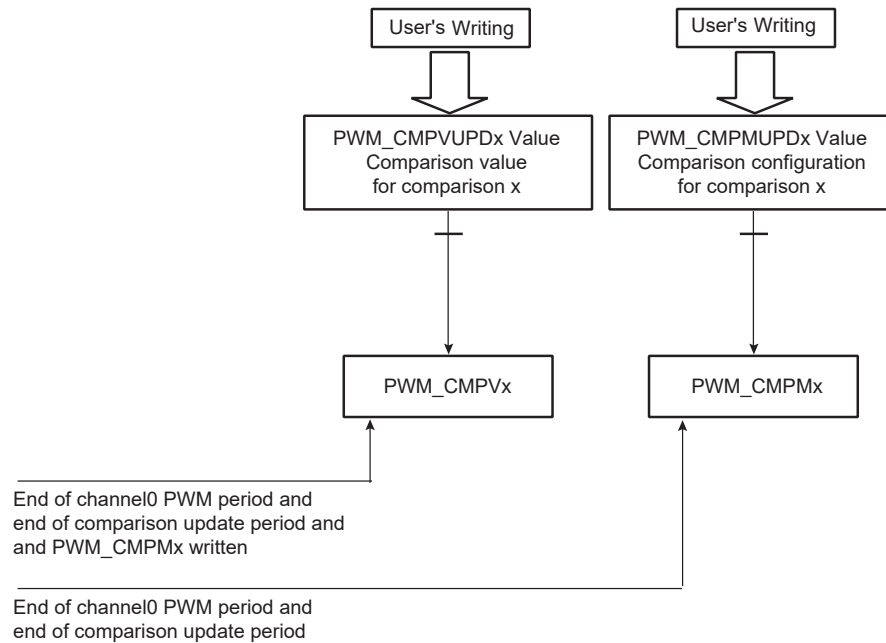 User's Writing
User's Writing
PWM_CMPVUPDx Value
Comparison value
for comparison x
PWM_CMPMUPDx Value
Comparison configuration
for comparison x
PWM_CMPVx
PWM_CMPMx
End of channel0 PWM period and
end of comparison update period and
and PWM_CMPMx written
End of channel0 PWM period and
end of comparison update period